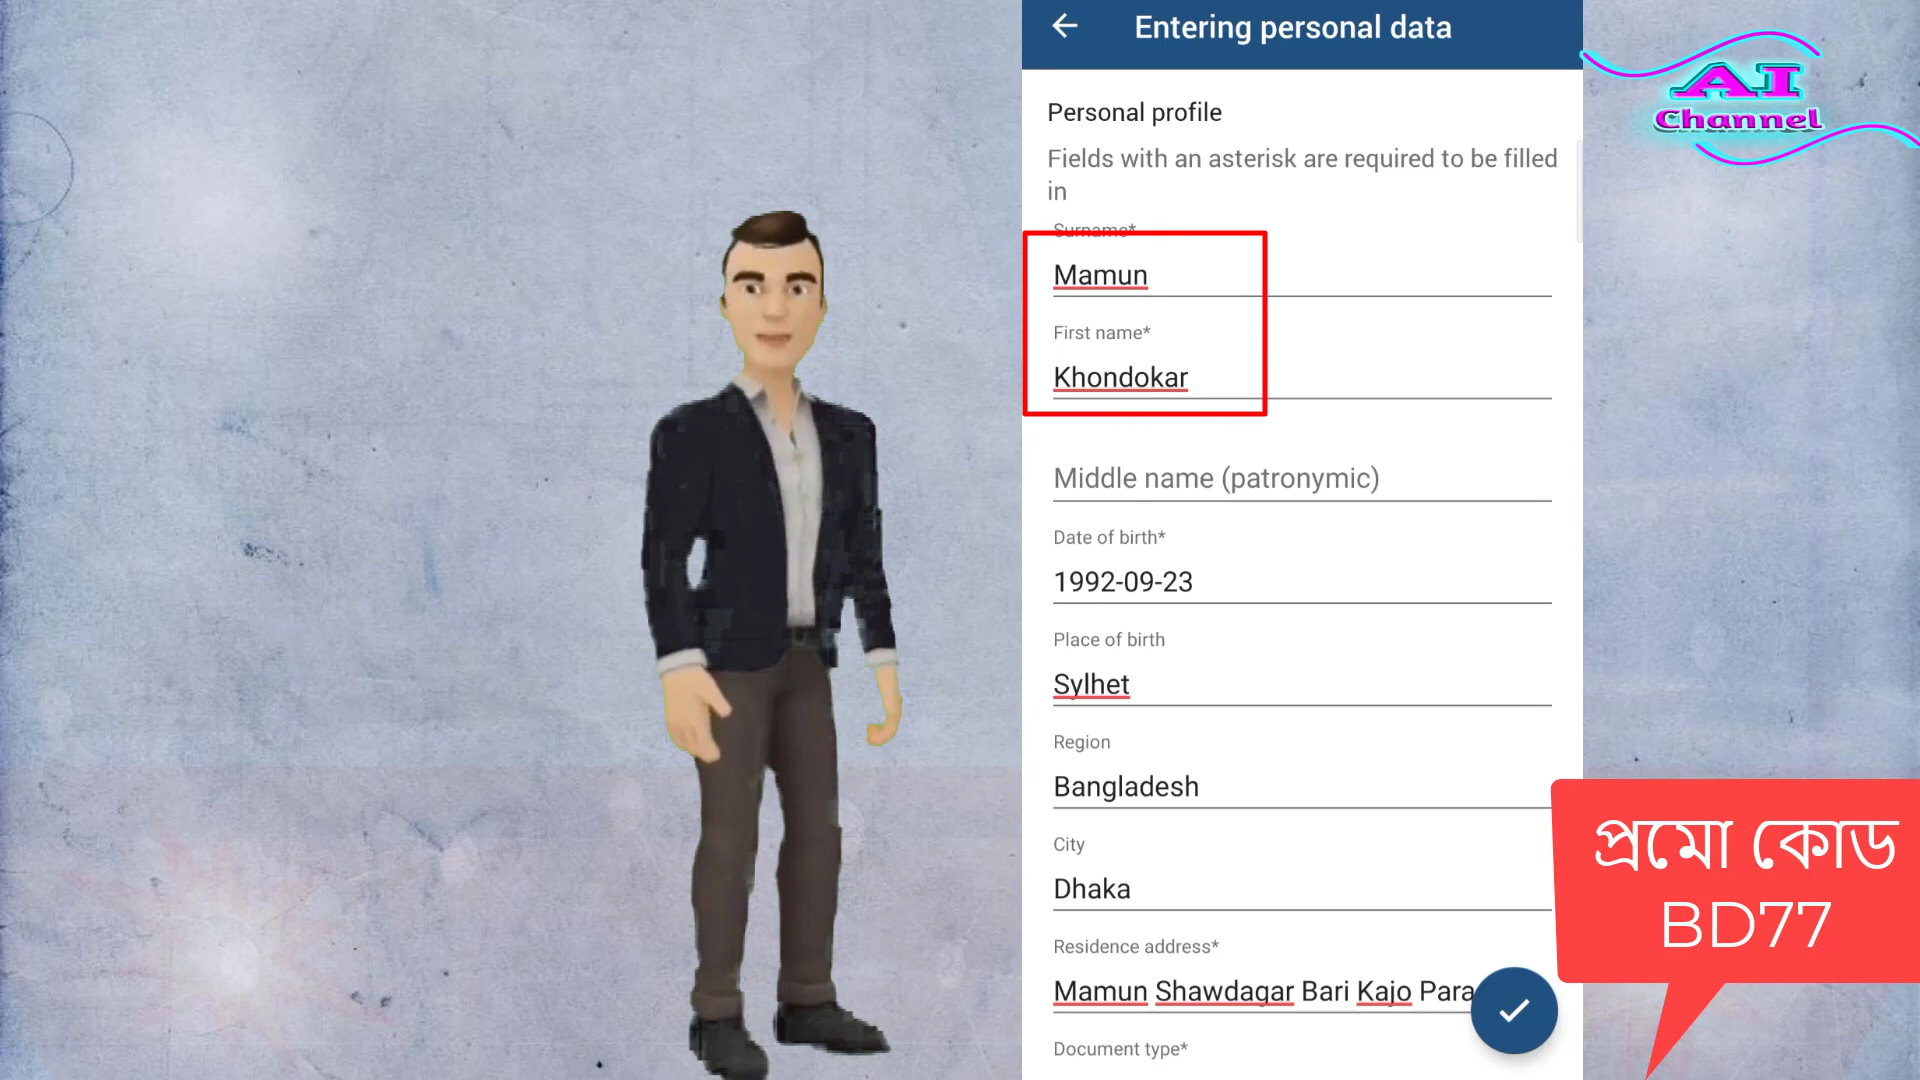 Entering personal data
AI
Channel
Personal profile
Fields with an asterisk are required to be filled
in
Surname*
Mamun
First name*
Khondokar
Middle name (patronymic)
Date of birth*
1992-09-23
Place of birth
Sylhet
Region
Bangladesh
City
Dhaka
Residence address*
Mamun Shawdagar Bari Kajo Para
Document type*
প্রমো কোড
BD77